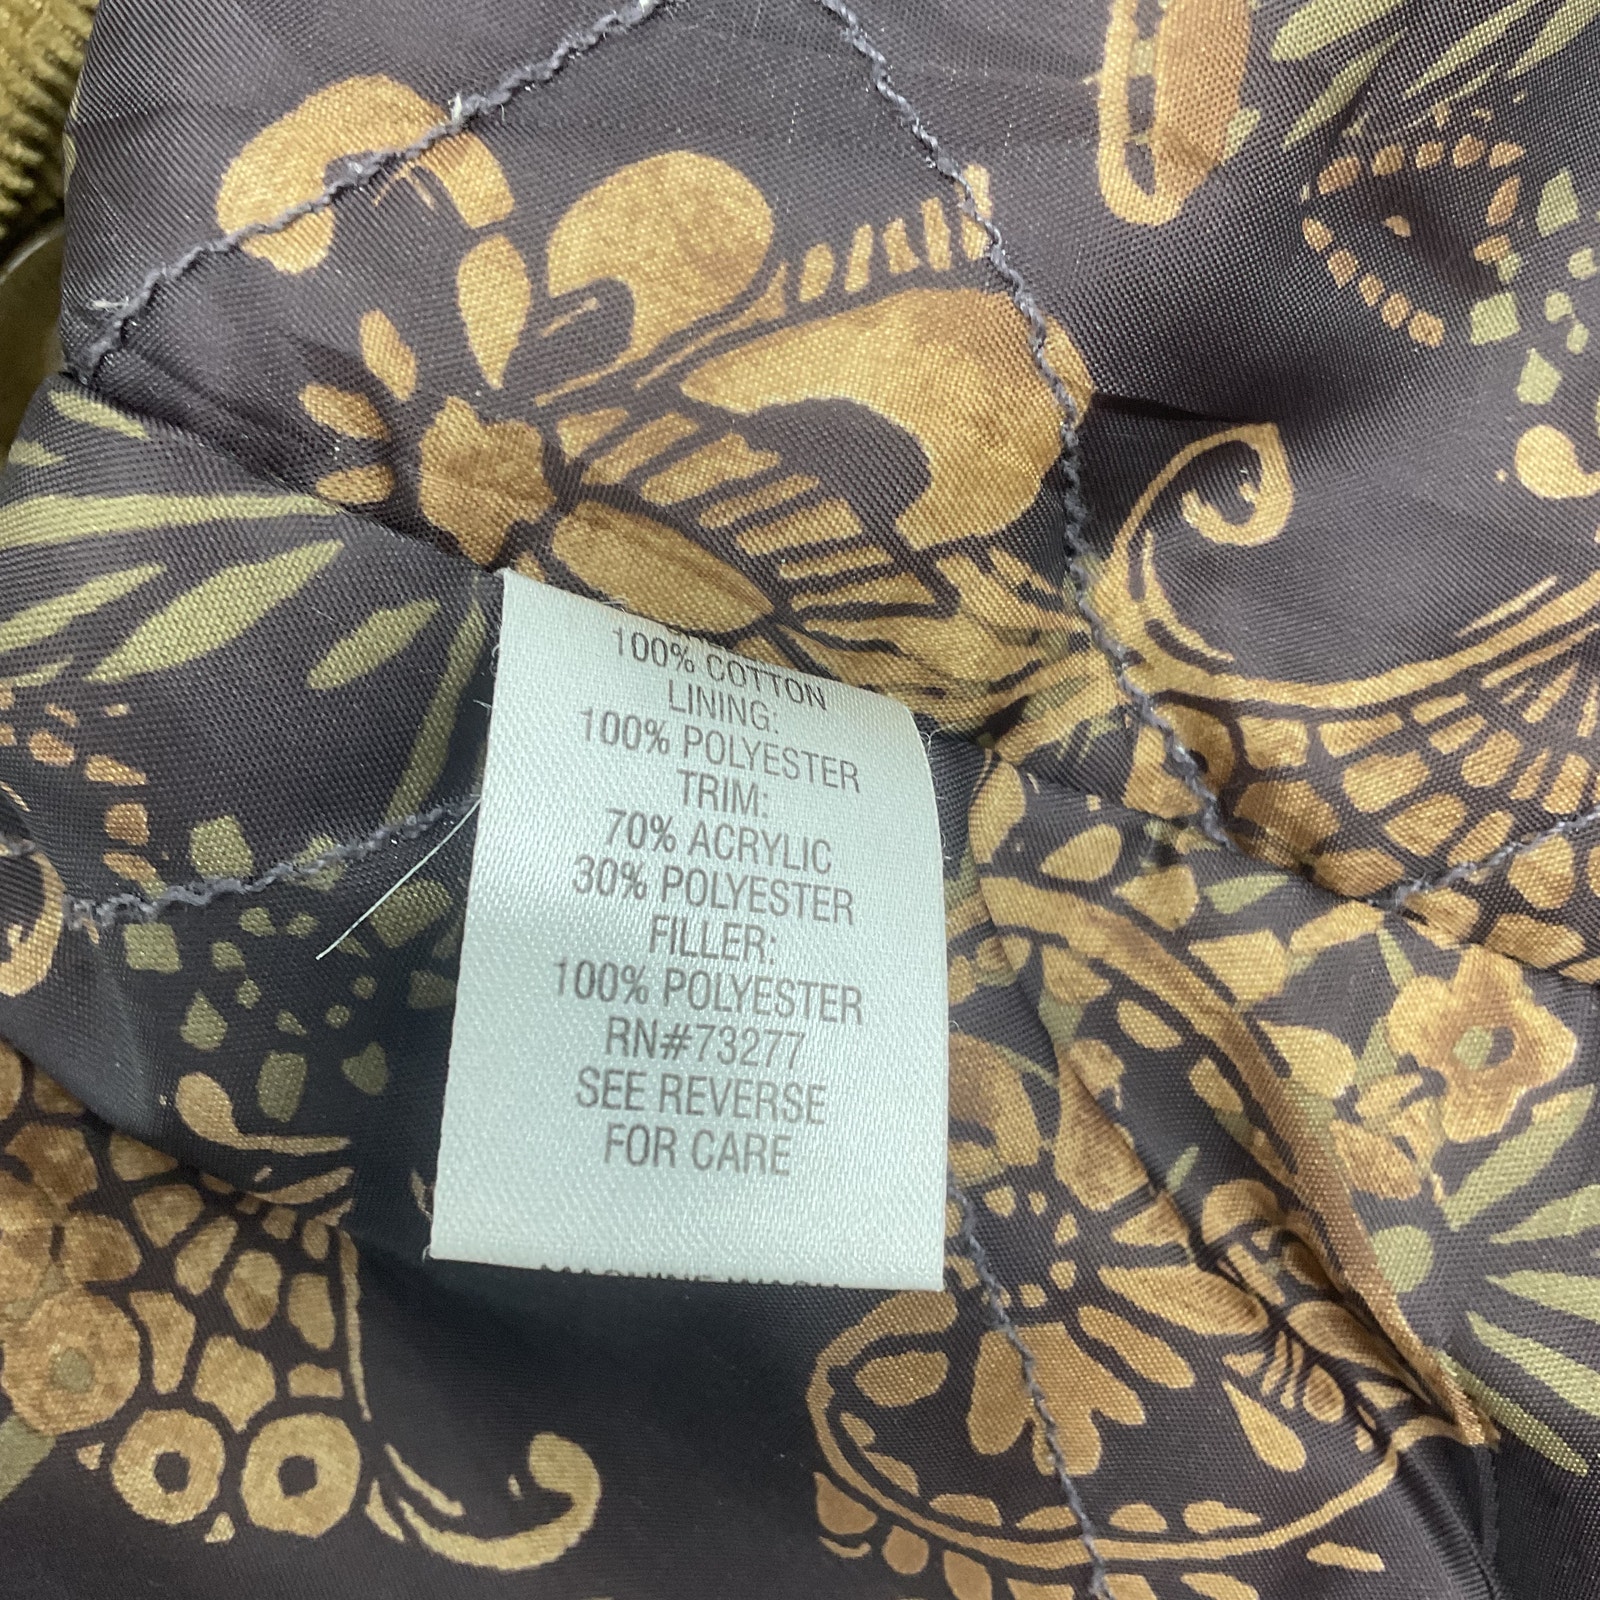 100% COTTON
LINING:
100% POLYESTER
TRIM:
70% ACRYLIC
30% POLYESTER
FILLER:
100% POLYESTER
RN#73277
SEE REVERSE
FOR CARE